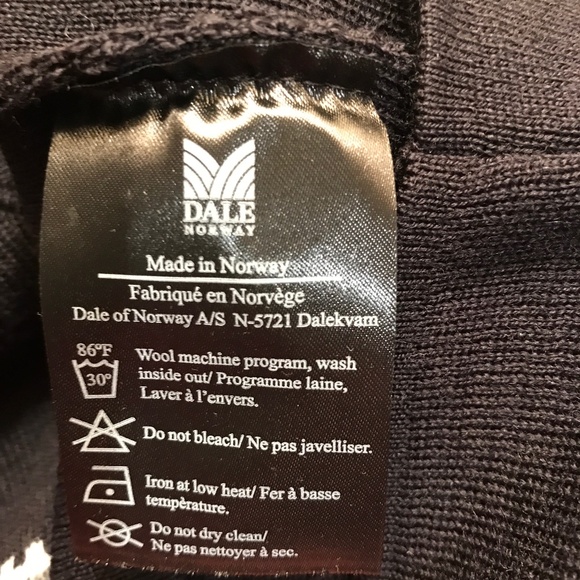 DALE
NORWAY
Made in Norway
Fabriqué en Norvège
Dale of Norway A/S N-5721 Dalekvam
86°F
30°
Wool machine program, wash
inside out/ Programme laine,
Laver à l'envers.
Do not bleach/ Ne pas javelliser.
Iron at low heat/ Fer à basse
tempèrature.
Do not dry clean/
Ne pas nettoyer à sec.